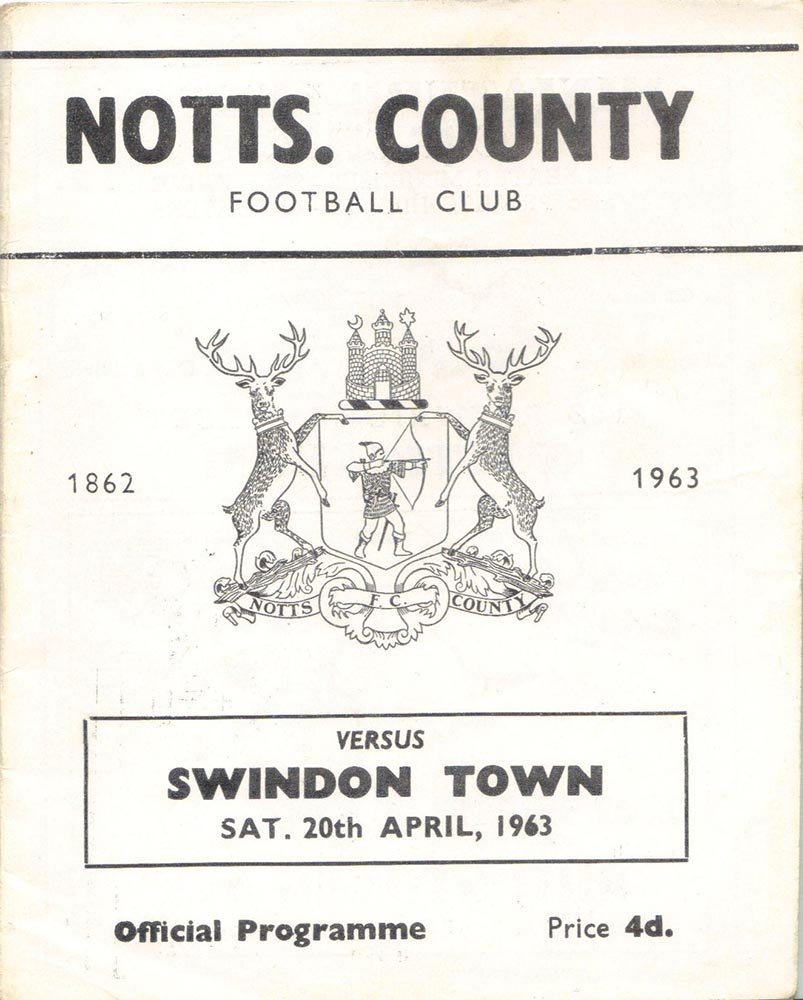 NOTTS. COUNTY
FOOTBALL CLUB
1862
1963
NOTTS F.C. COUNTY
VERSUS
SWINDON TOWN
SAT. 20th APRIL, 1963
Official Programme Price 4d.